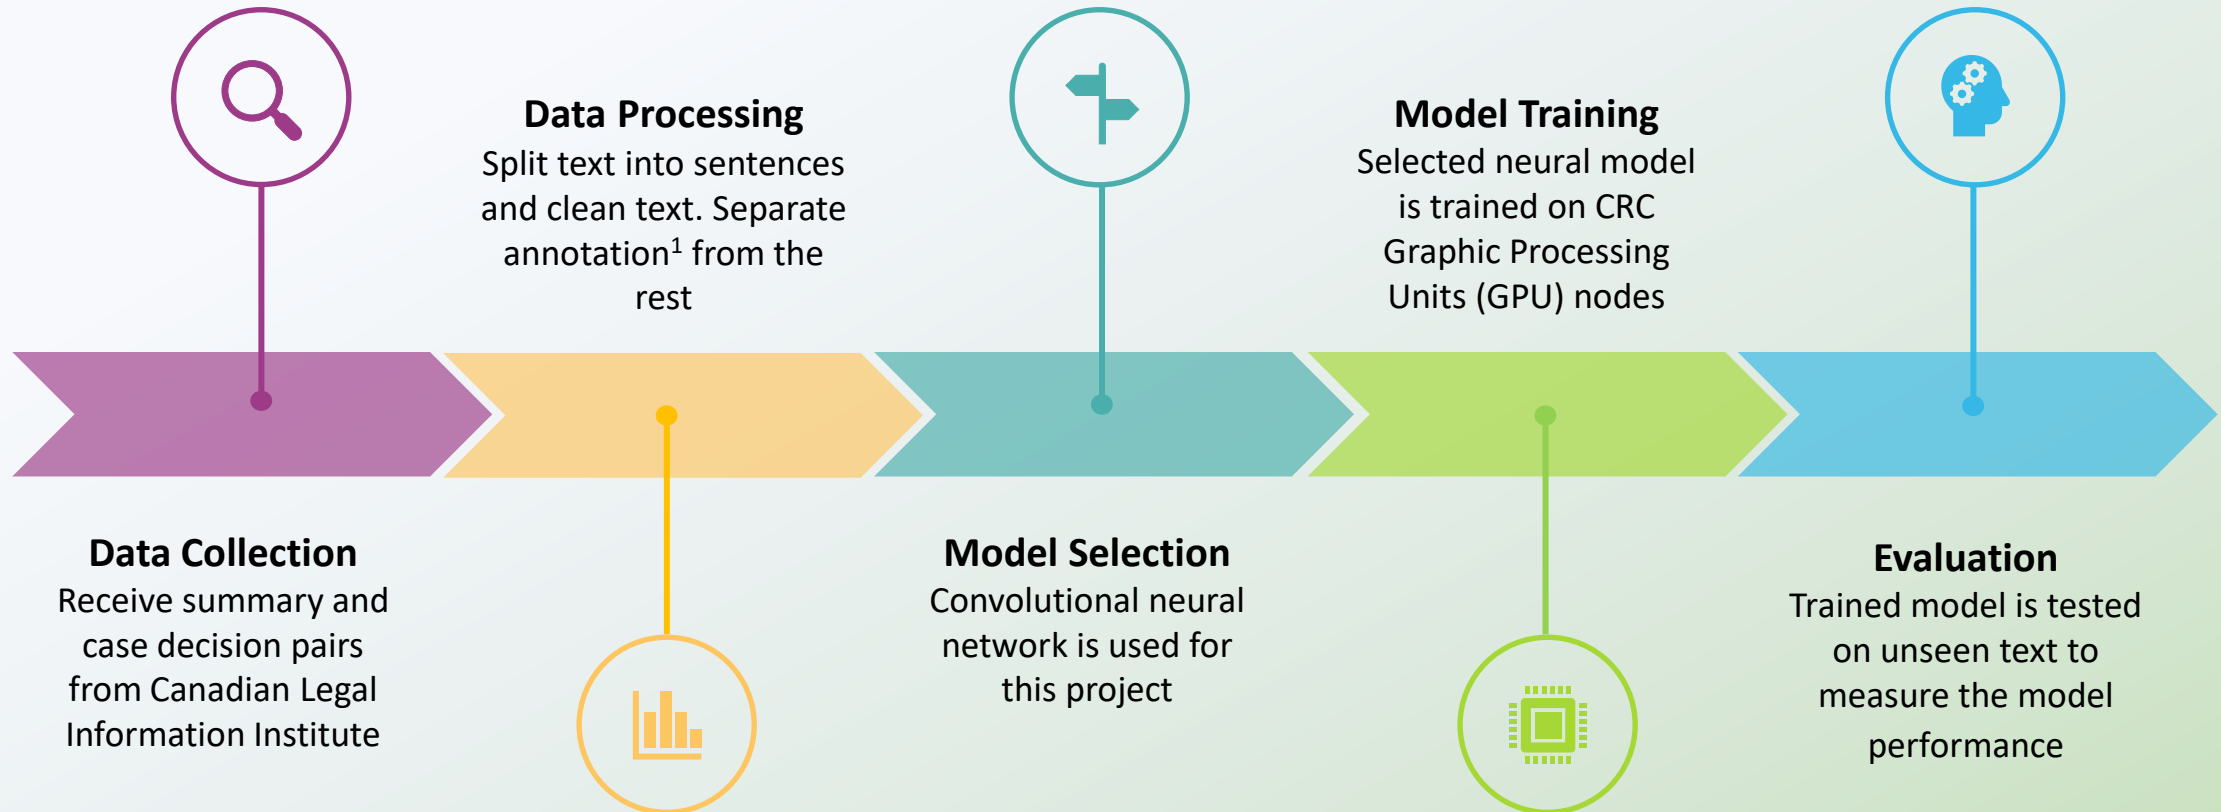 Data Collection
Receive summary and
case decision pairs
from Canadian Legal
Information Institute
Data Processing
Split text into sentences
and clean text. Separate
annotation¹ from the
rest
Model Selection
Convolutional neural
network is used for
this project
Model Training
Selected neural model
is trained on CRC
Graphic Processing
Units (GPU) nodes
Evaluation
Trained model is tested
on unseen text to
measure the model
performance